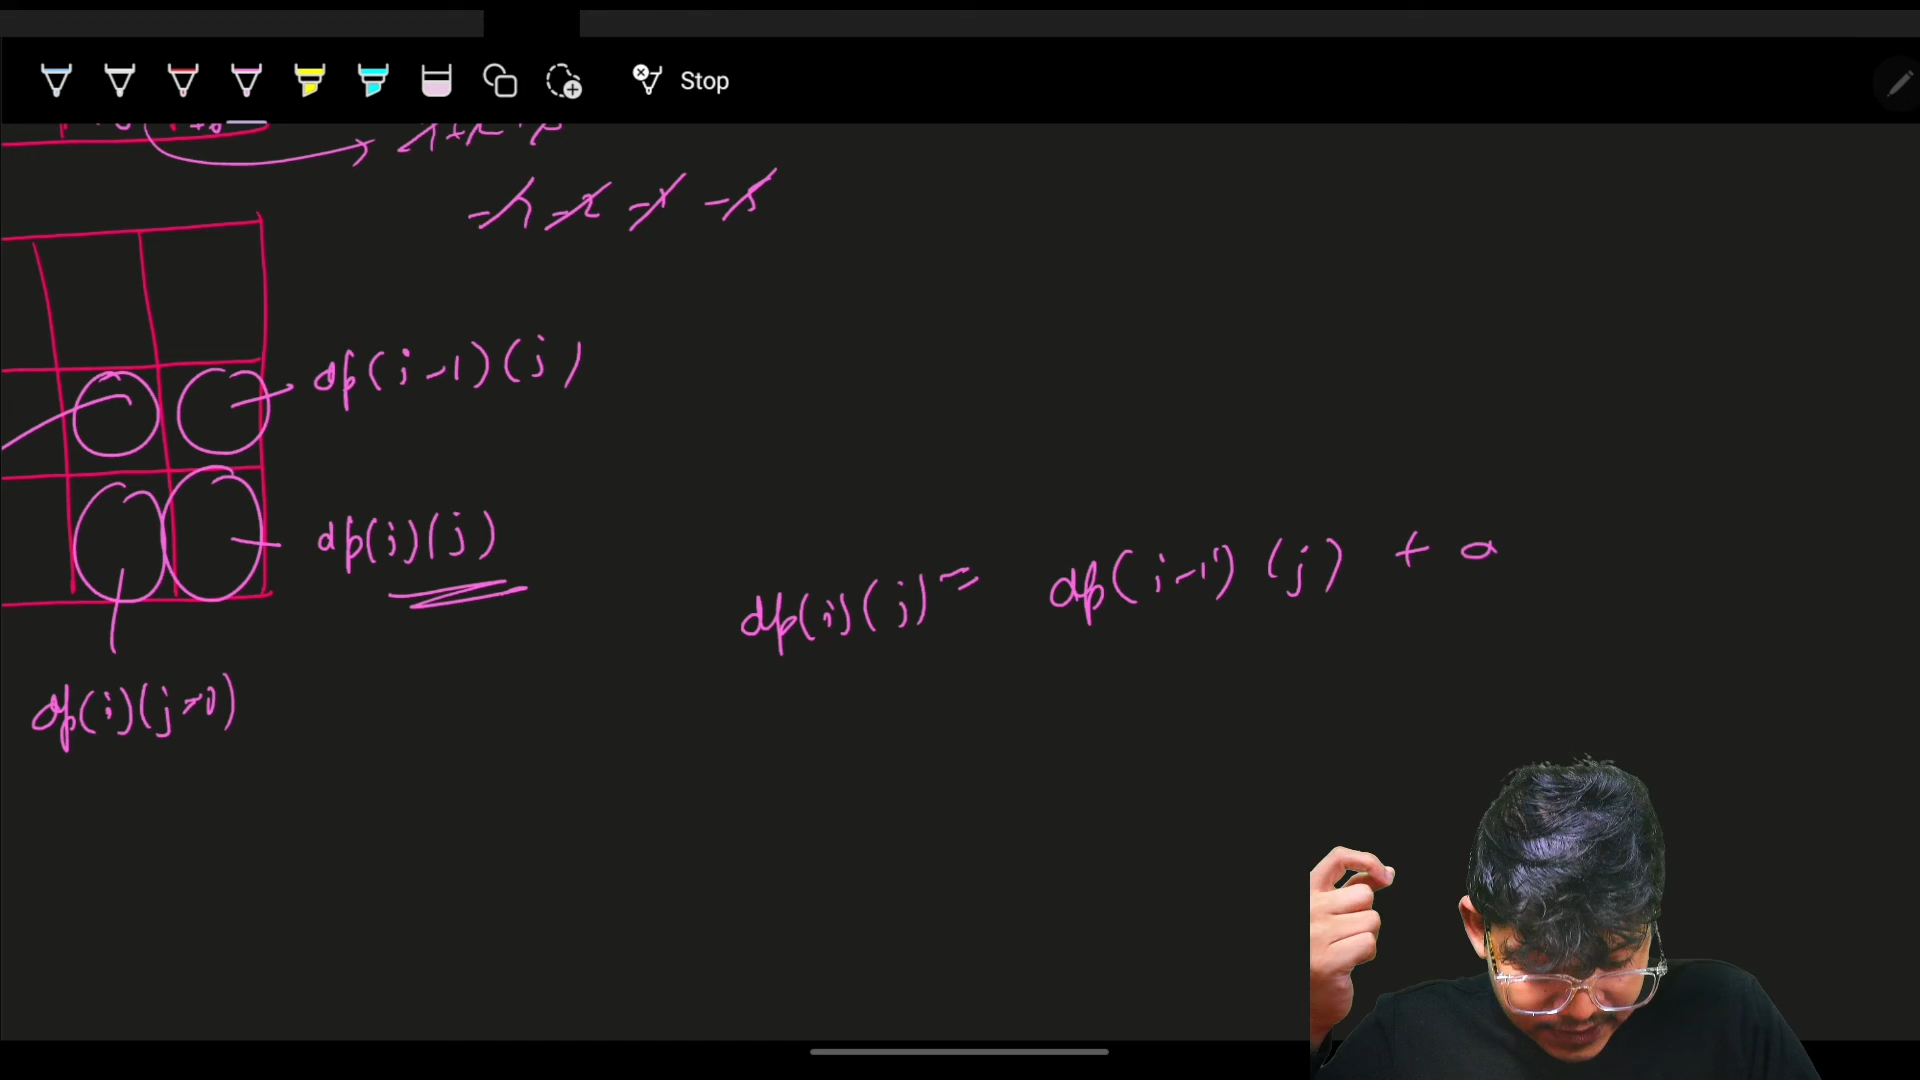 Stop
dp(i-1)(j)
dp(i)(j)
dp(i)(j) = dp(i-1)(j) +
dp(i)(j-1)